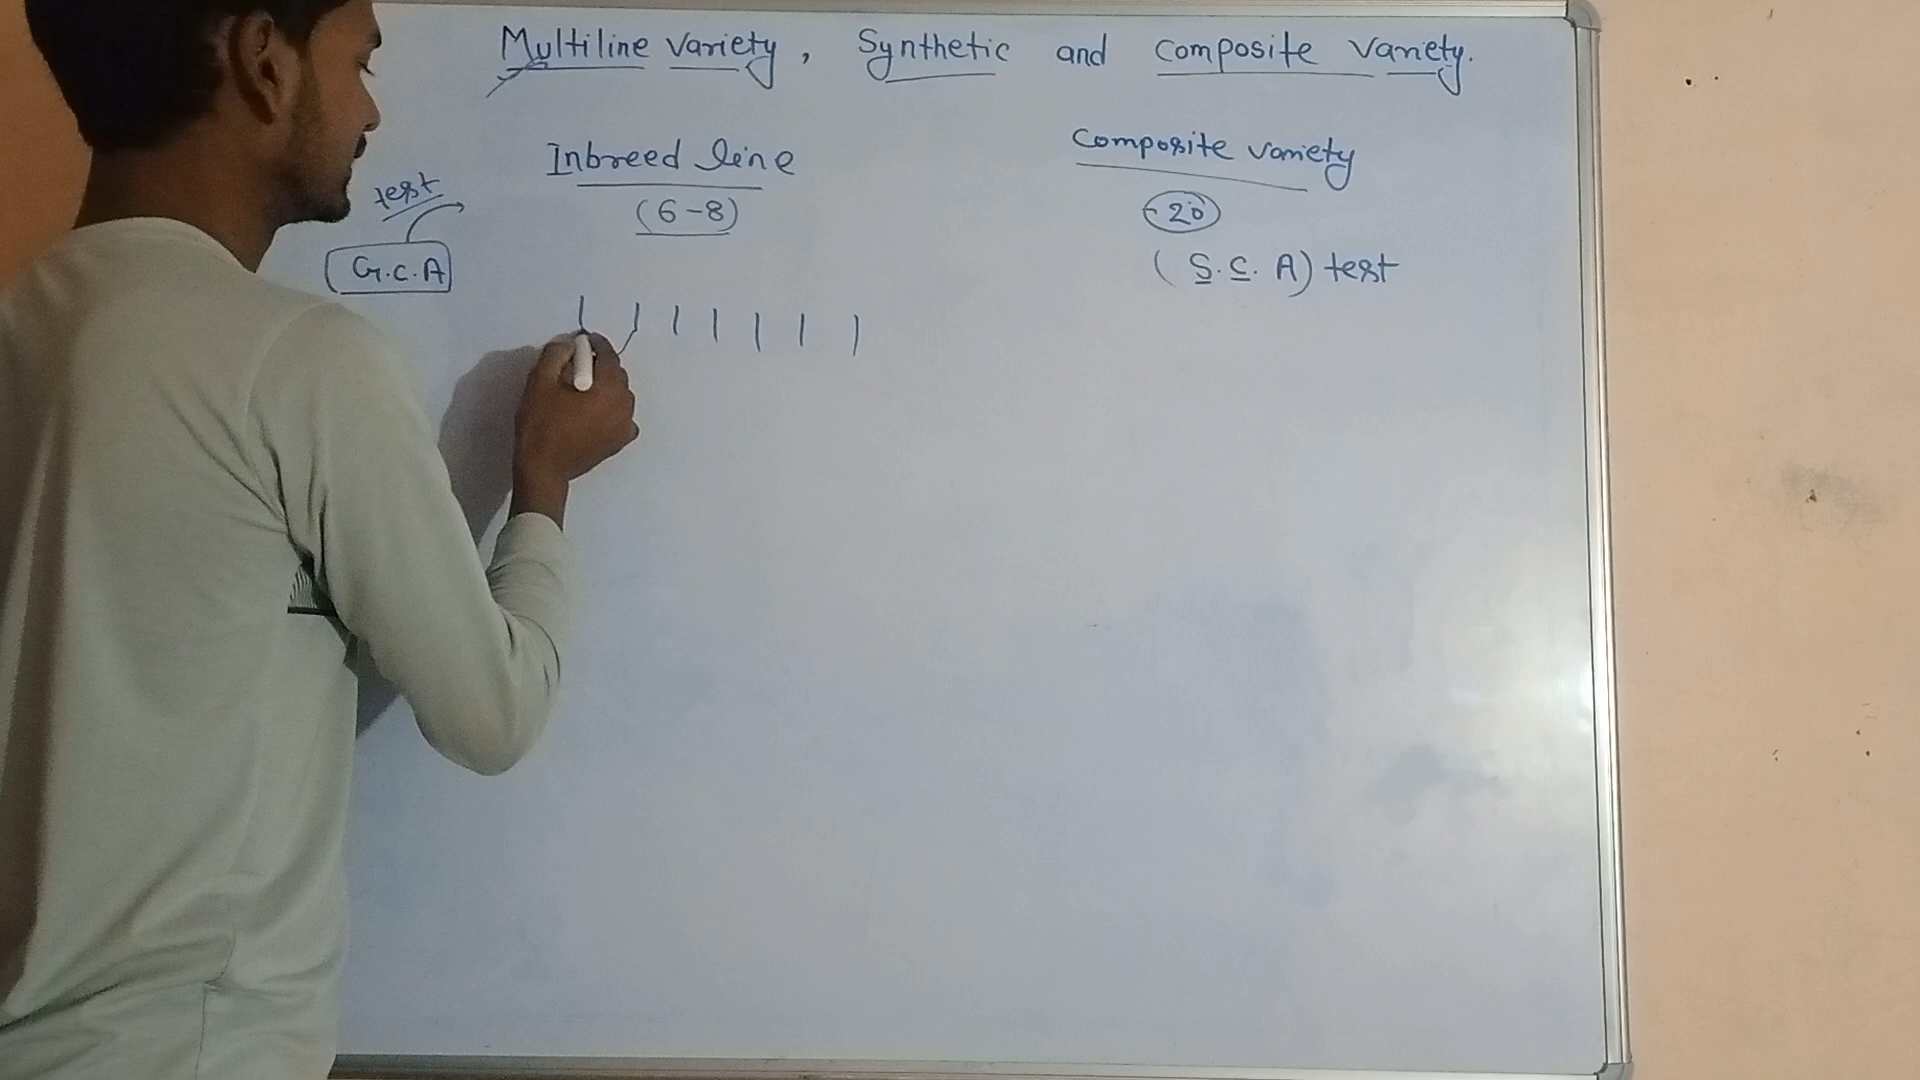 Multiline Variety, Synthetic and Composite Variety.
Inbreed line
(6-8)
test
G.C.A
Composite variety
-20
(S.C.A) test